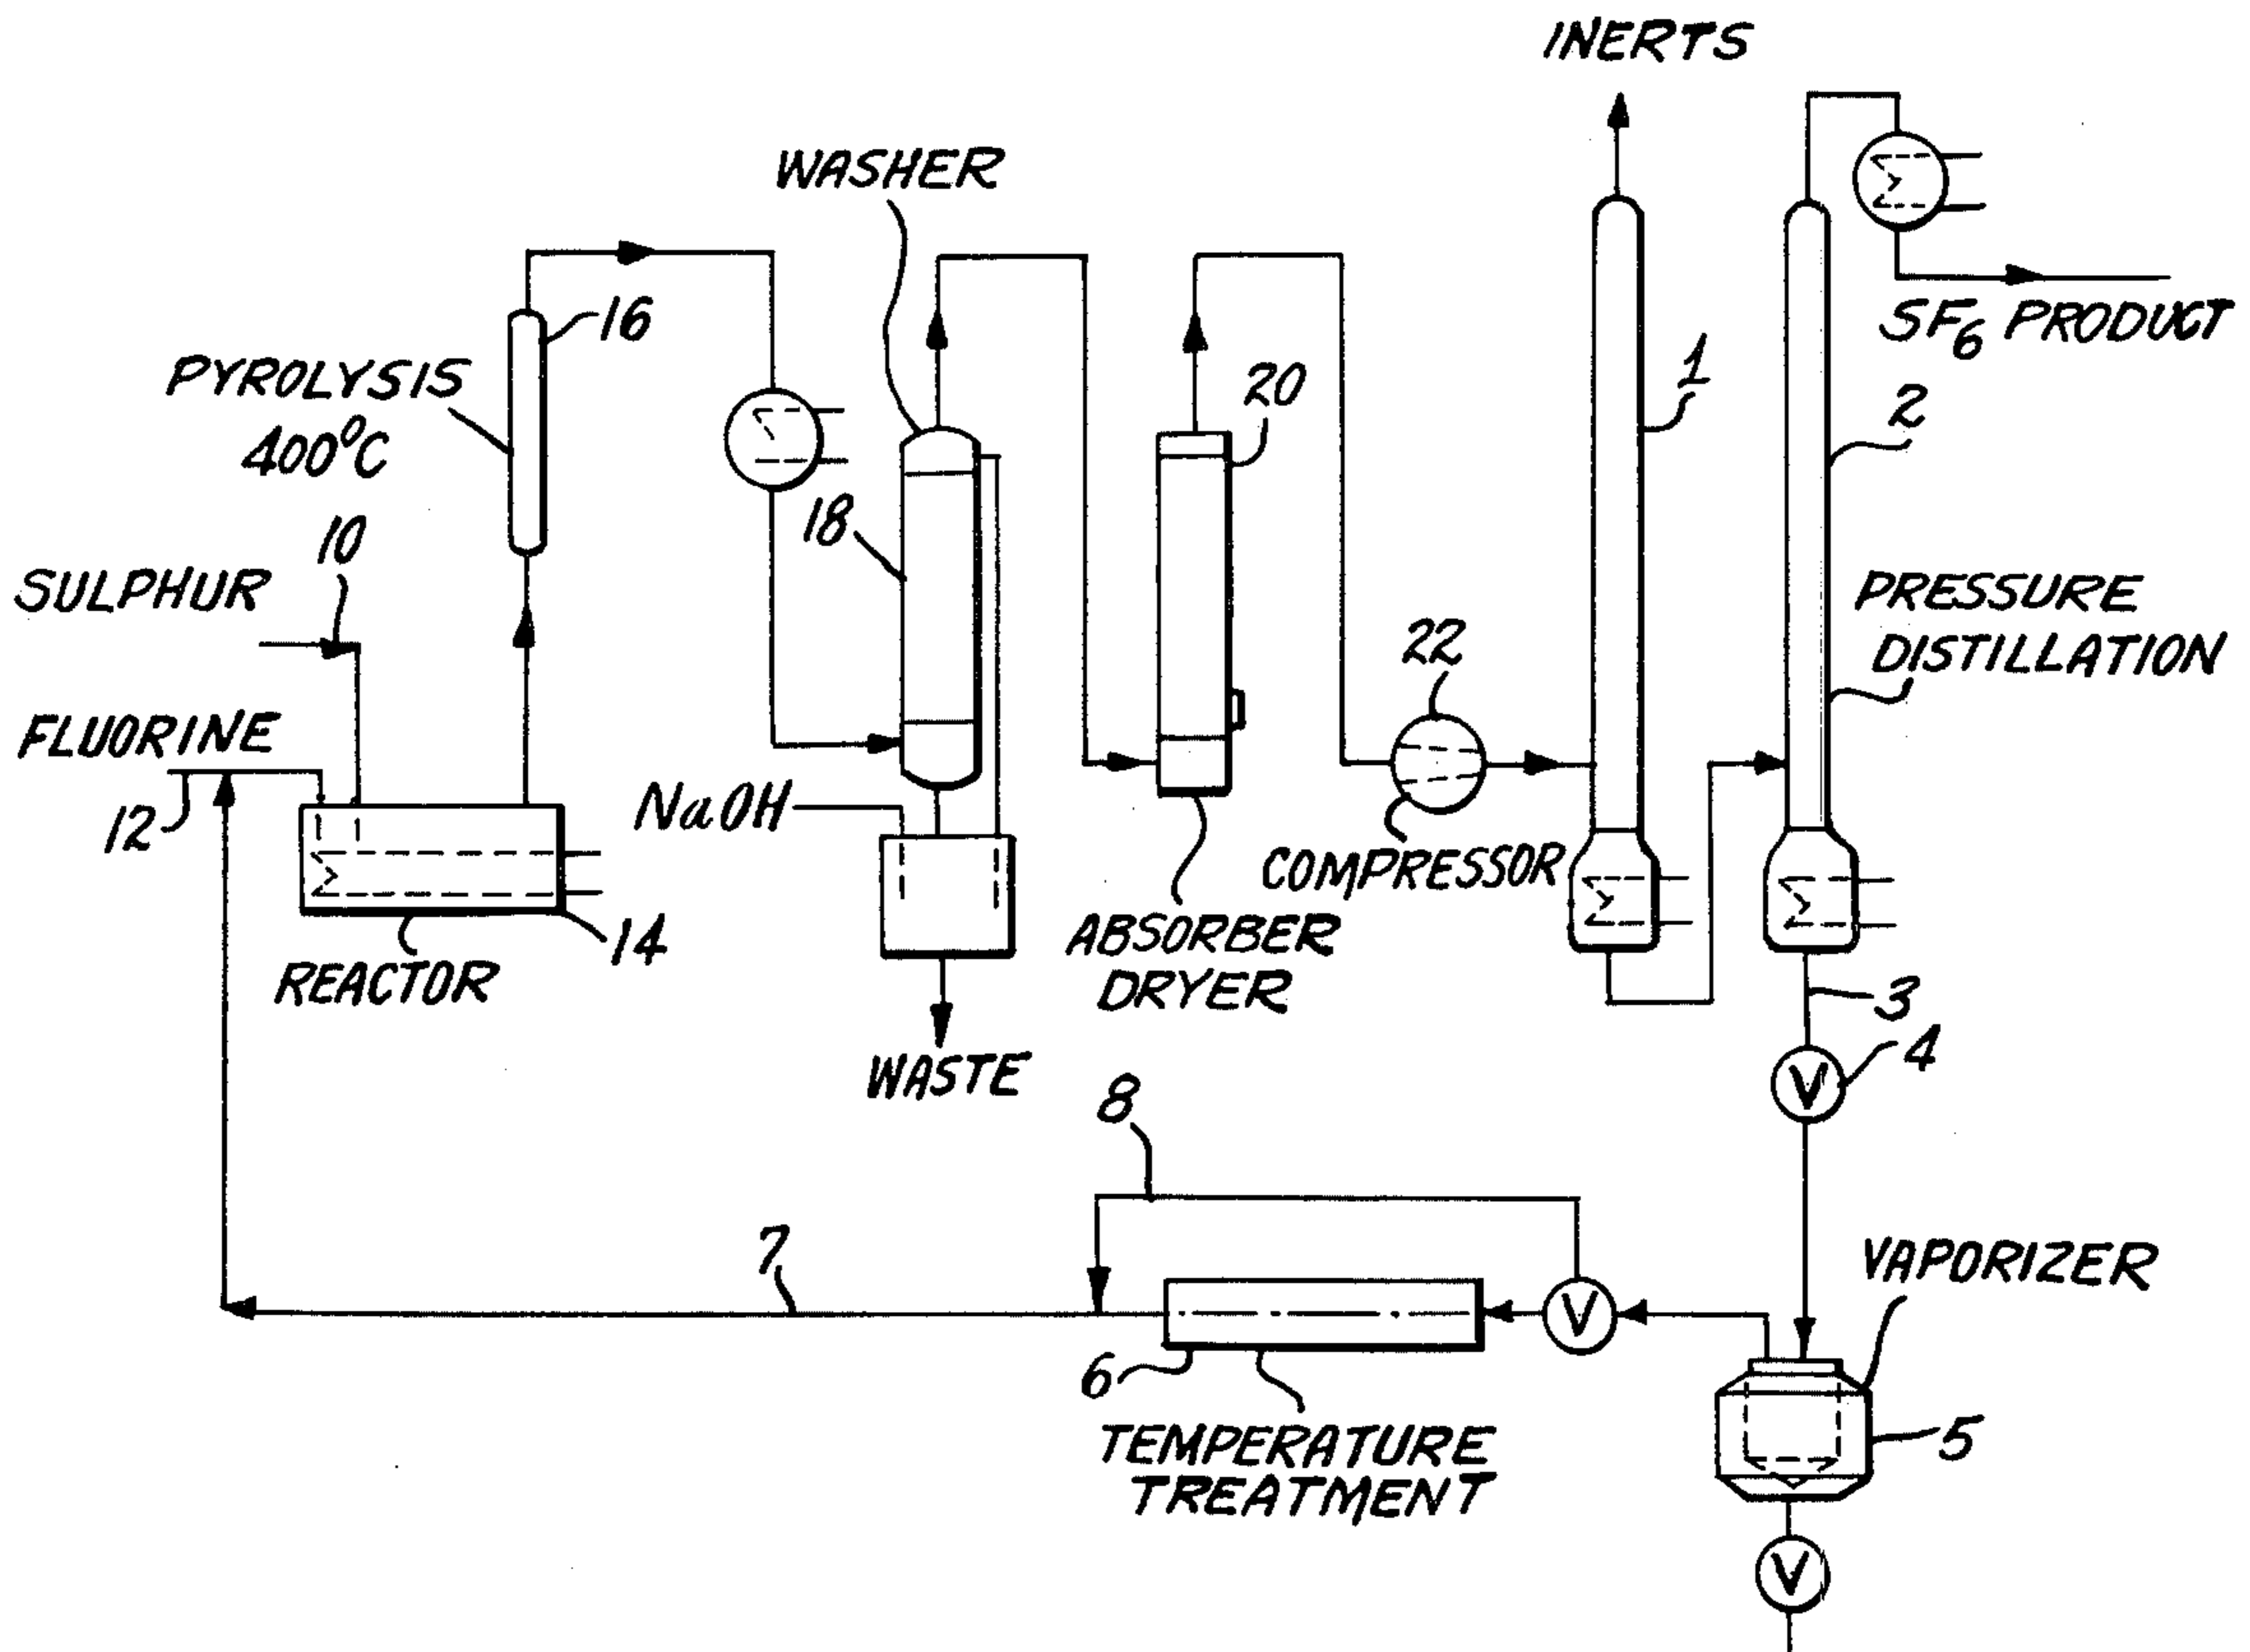 INERTS
WASHER
SF6 PRODUCT
16
PYROLYSIS
400°C
1
20
2
18
10
SULPHUR
PRESSURE
DISTILLATION
22
FLUORINE
12
NaOH
COMPRESSOR
14
REACTOR
ABSORBER
DRYER
3
4
V
WASTE
8
7
VAPORIZER
V
6
TEMPERATURE
TREATMENT
5
V